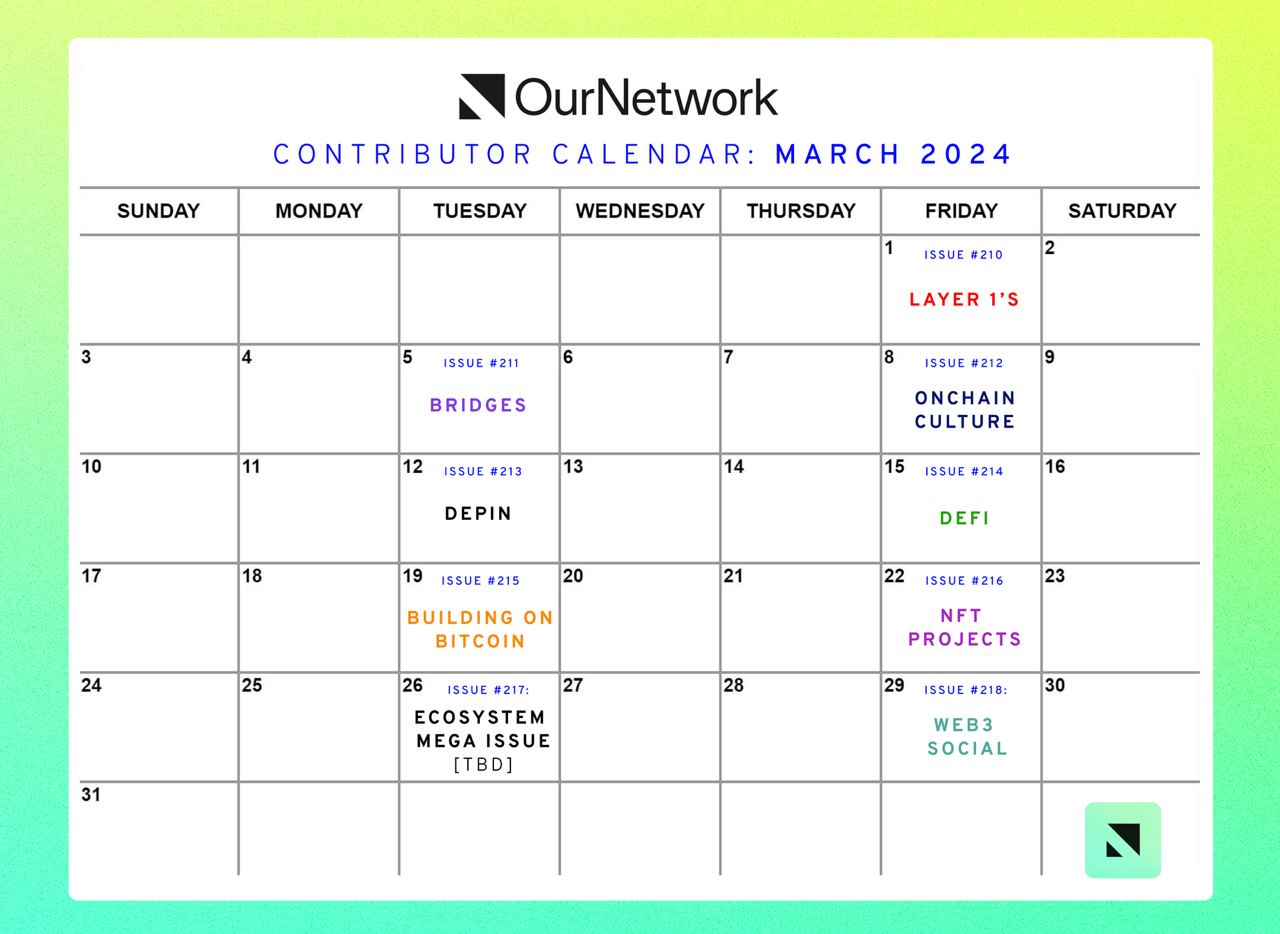 OurNetwork
CONTRIBUTOR CALENDAR: MARCH 2024
SUNDAY MONDAY TUESDAY WEDNESDAY THURSDAY FRIDAY SATURDAY
1 ISSUE #210 2
LAYER 1’S
3 4 5 ISSUE #211 6 7 8 ISSUE #212 9
BRIDGES ONCHAIN
CULTURE
10 11 12 ISSUE #213 13 14 15 ISSUE #214 16
DEPIN DEFI
17 18 19 ISSUE #215 20 21 22 ISSUE #216 23
BUILDING ON NFT
BITCOIN PROJECTS
24 25 26 ISSUE #217: 27 28 29 ISSUE #218: 30
ECOSYSTEM WEB3
MEGA ISSUE SOCIAL
[TBD]
31